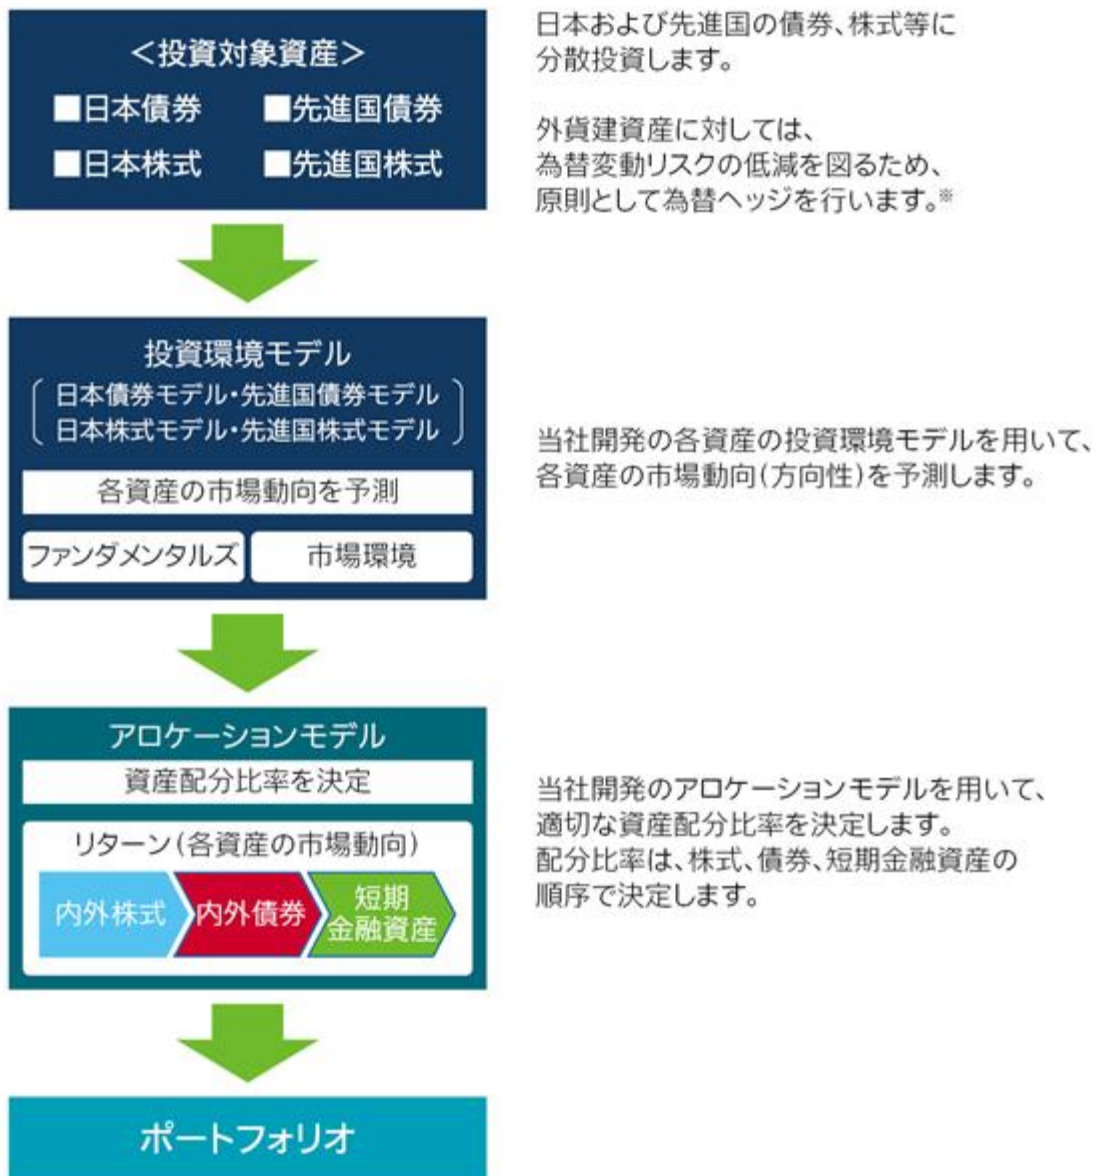 <投資対象資産>
■日本債券 ■先進国債券
■日本株式 ■先進国株式
日本および先進国の債券、株式等に
分散投資します。
外貨建資産に対しては、
為替変動リスクの低減を図るため、
原則として為替ヘッジを行います。※
投資環境モデル
日本債券モデル・先進国債券モデル
日本株式モデル・先進国株式モデル
各資産の市場動向を予測
ファンダメンタルズ 市場環境
当社開発の各資産の投資環境モデルを用いて、
各資産の市場動向(方向性)を予測します。
アロケーションモデル
資産配分比率を決定
リターン(各資産の市場動向)
内外株式 内外債券 短期
金融資産
当社開発のアロケーションモデルを用いて、
適切な資産配分比率を決定します。
配分比率は、株式、債券、短期金融資産の
順序で決定します。
ポートフォリオ